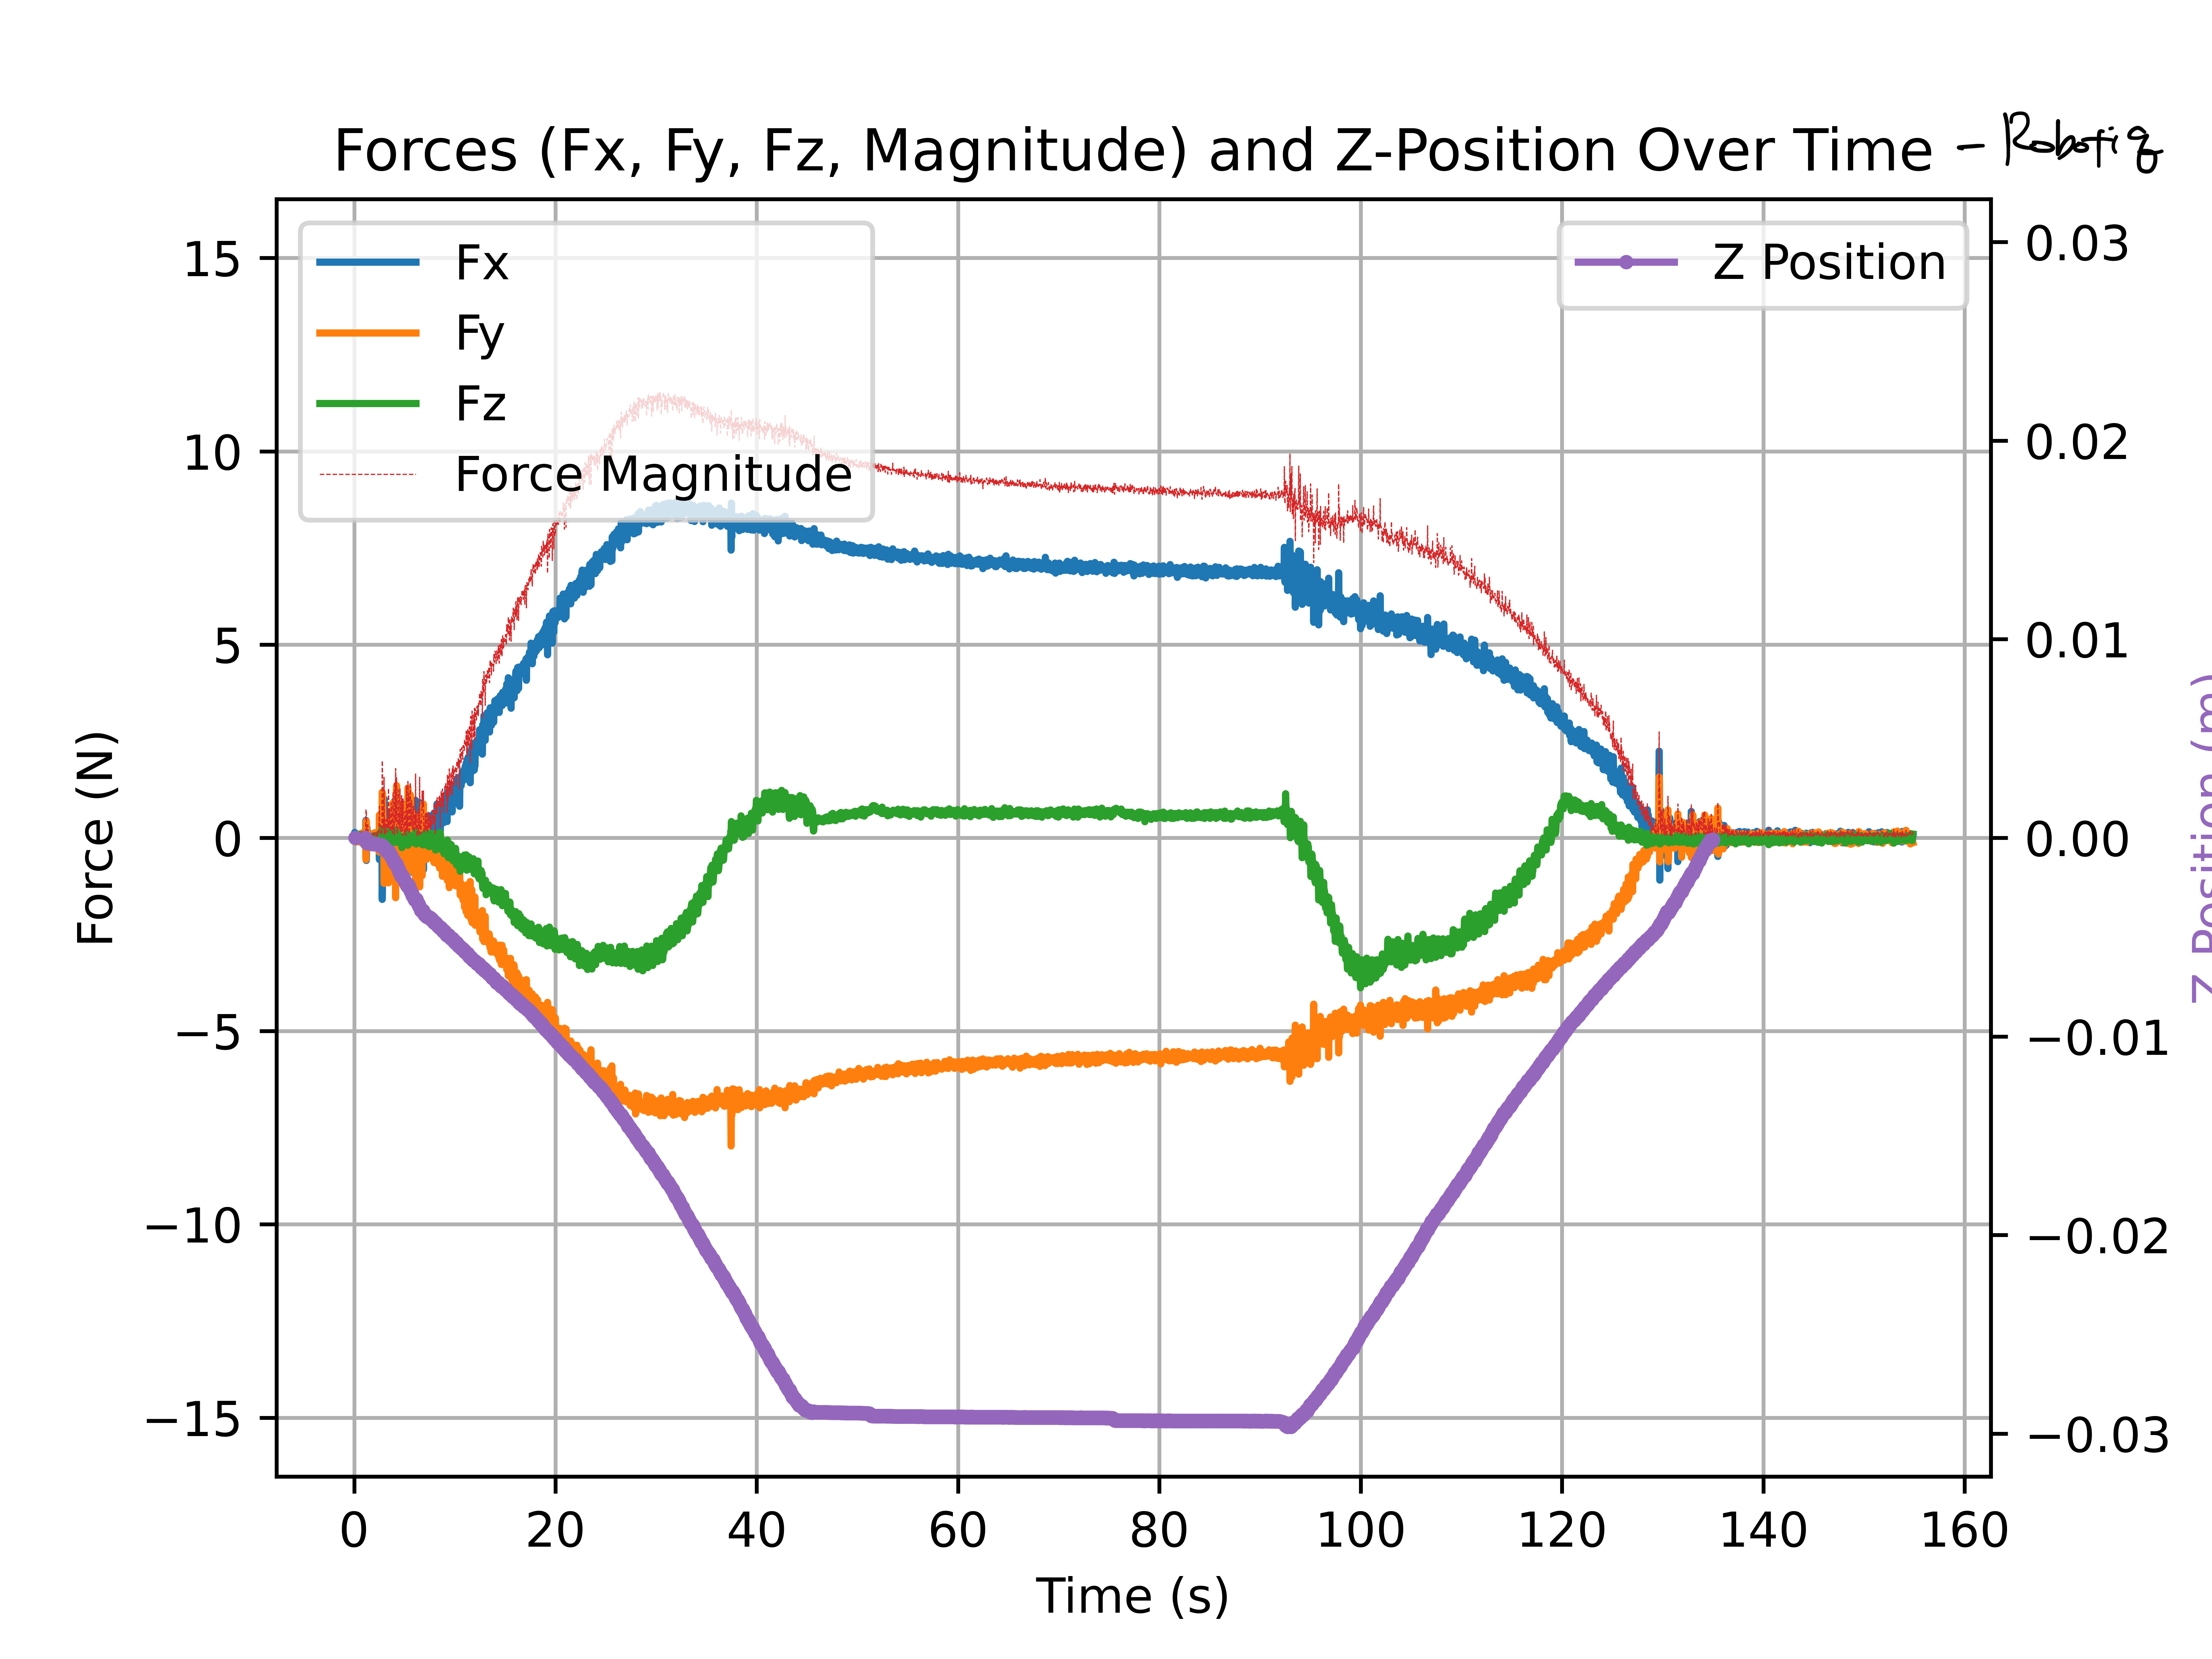 Forces (Fx, Fy, Fz, Magnitude) and Z-Position Over Time - Robotiq
Fx
Fy
Fz
Force Magnitude
Z Position
15
10
5
0
−5
−10
−15
Force (N)
0.03
0.02
0.01
0.00
−0.01
−0.02
−0.03
Z Position (m)
0 20 40 60 80 100 120 140 160
Time (s)